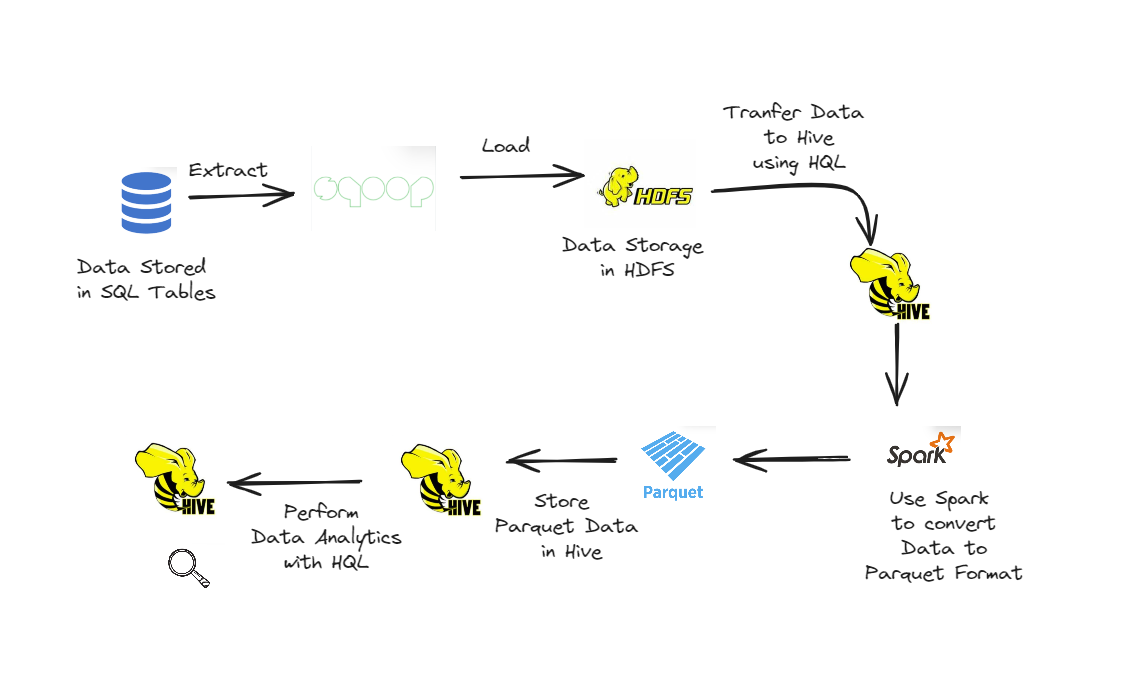 Tranfer Data
to Hive
using HQL
Extract
Load
sqoop
HDFS
Data Stored
in SQL Tables
Data Storage
in HDFS
HIVE
Spark
Parquet
HIVE
HIVE
Use Spark
to convert
Data to
Parquet Format
Store
Parquet Data
in Hive
Perform
Data Analytics
with HQL